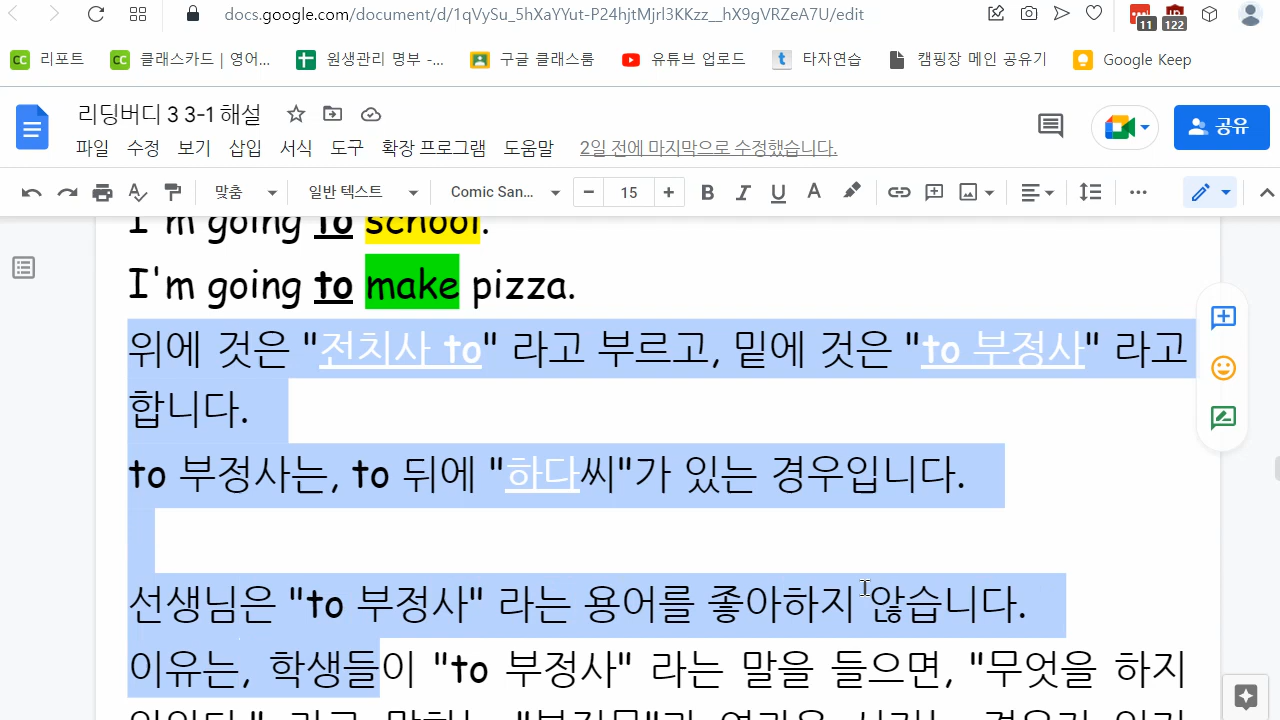 docs.google.com/document/d/1qVvSu_5hXaYYut-P24hjtMjrl3KKzz__hX9gVRZeA7U/edit
11 122
리포트 클래스카드 | 영어... 원생관리 명부 -... 구글 클래스룸 유튜브 업로드 타자연습 캠핑장 메인 공유기 Google Keep
리딩버디 3 3-1 해설
공유
파일 수정 보기 삽입 서식 도구 확장 프로그램 도움말 2일 전에 마지막으로 수정했습니다.
맞춤 일반 텍스트 Comic San... 15
I'm going to school.
I'm going to make pizza.
위에 것은 "전치사 to" 라고 부르고, 밑에 것은 "to 부정사" 라고
합니다.
to 부정사는, to 뒤에 "하다씨"가 있는 경우입니다.
선생님은 "to 부정사" 라는 용어를 좋아하지 않습니다.
이유는, 학생들이 "to 부정사" 라는 말을 들으면, "무엇을 하지